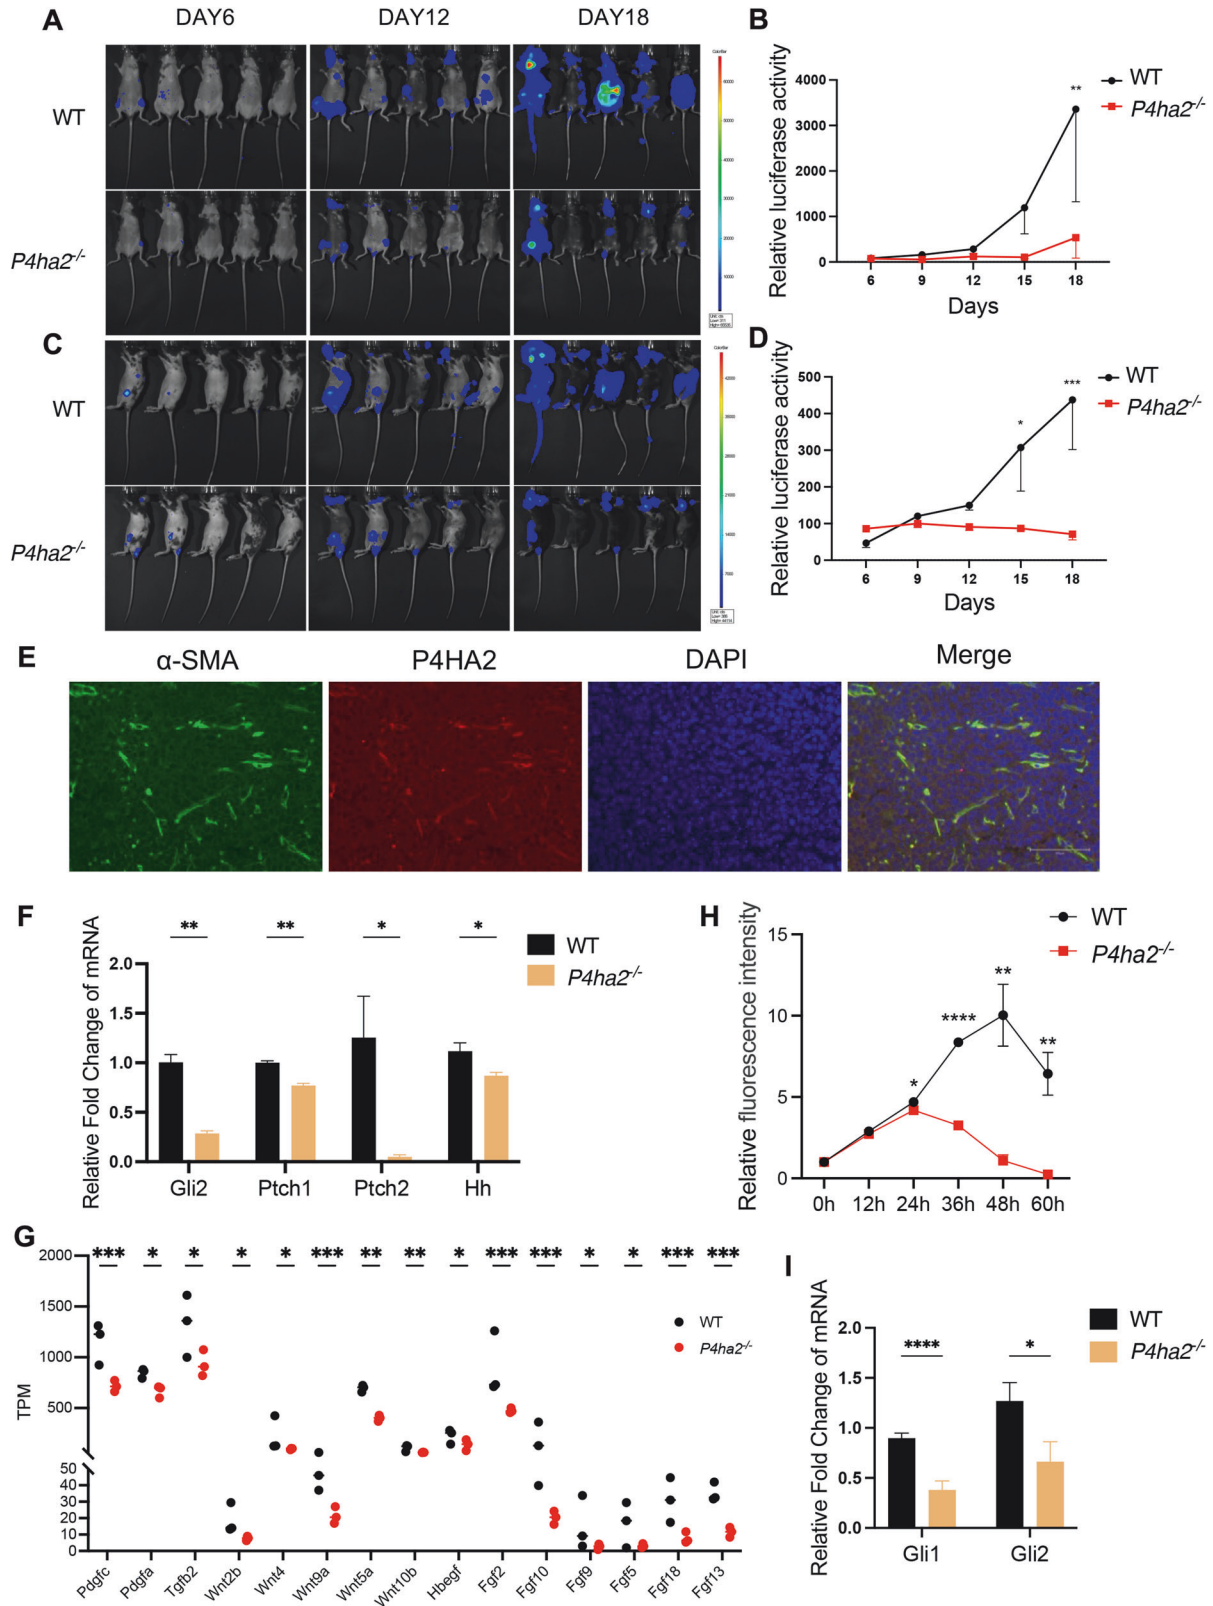 A
DAY6 DAY12 DAY18
WT
P4ha2-/-
B
Relative luciferase activity
4000
3000
2000
1000
0
6 9 12 15 18
Days
**
WT
P4ha2-/-
C
WT
P4ha2-/-
D
Relative luciferase activity
500
400
300
200
100
0
6 9 12 15 18
Days
* ***
WT
P4ha2-/-
E
α-SMA P4HA2 DAPI Merge
F
Relative Fold Change of mRNA
2.0
1.5
1.0
0.5
0.0
** ** * *
Gli2 Ptch1 Ptch2 Hh
WT
P4ha2-/-
H
Relative fluorescence intensity
15
10
5
0
0h 12h 24h 36h 48h 60h
* **** ** **
WT
P4ha2-/-
G
TPM
2000
1500
1000
500
50
40
30
20
10
0
*** * * * * *** ** ** * *** *** * * *** ***
WT
P4ha2-/-
Pdgfc Pdgfa Tgfb2 Wnt2b Wnt4 Wnt9a Wnt5a Wnt10b Hbegf Fgf2 Fgf10 Fgf9 Fgf5 Fgf18 Fgf13
I
Relative Fold Change of mRNA
2.0
1.5
1.0
0.5
0.0
**** *
Gli1 Gli2
WT
P4ha2-/-